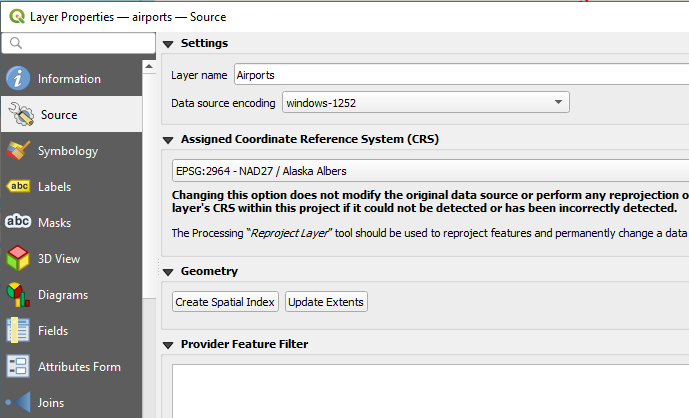 Layer Properties — airports — Source
Information
Source
Symbology
abc Labels
abc Masks
3D View
Diagrams
Fields
Attributes Form
Joins
Settings
Layer name Airports
Data source encoding windows-1252
Assigned Coordinate Reference System (CRS)
EPSG:2964 - NAD27 / Alaska Albers
Changing this option does not modify the original data source or perform any reprojection o
layer's CRS within this project if it could not be detected or has been incorrectly detected.
The Processing “Reproject Layer” tool should be used to reproject features and permanently change a data
Geometry
Create Spatial Index Update Extents
Provider Feature Filter